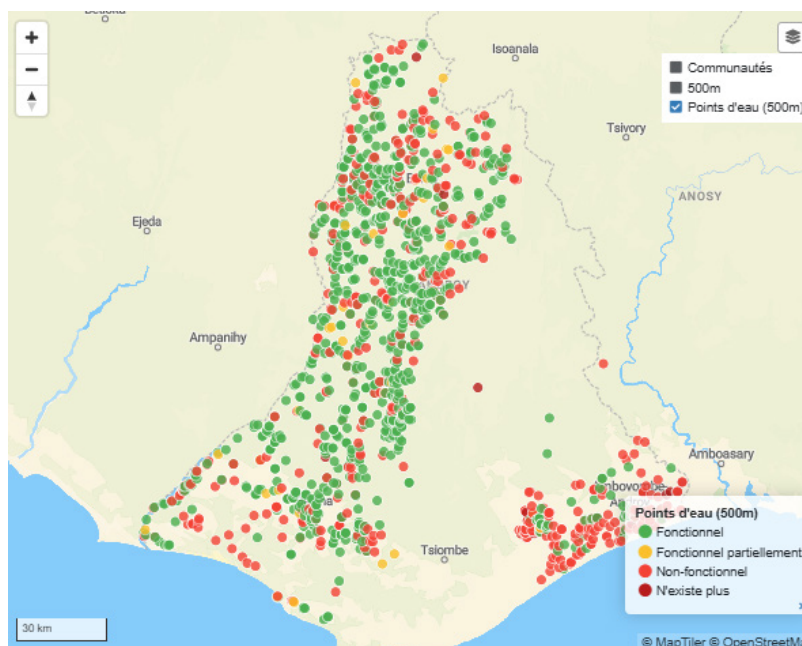 Isoanala
Communautés
500m
Points d'eau (500m)
Tsivory
ANOSY
Ejeda
Ampanihy
Amboasary
Tsiombe
Points d'eau (500m)
Fonctionnel
Fonctionnel partiellement
Non-fonctionnel
N'existe plus
30 km
© MapTiler © OpenStreetMa